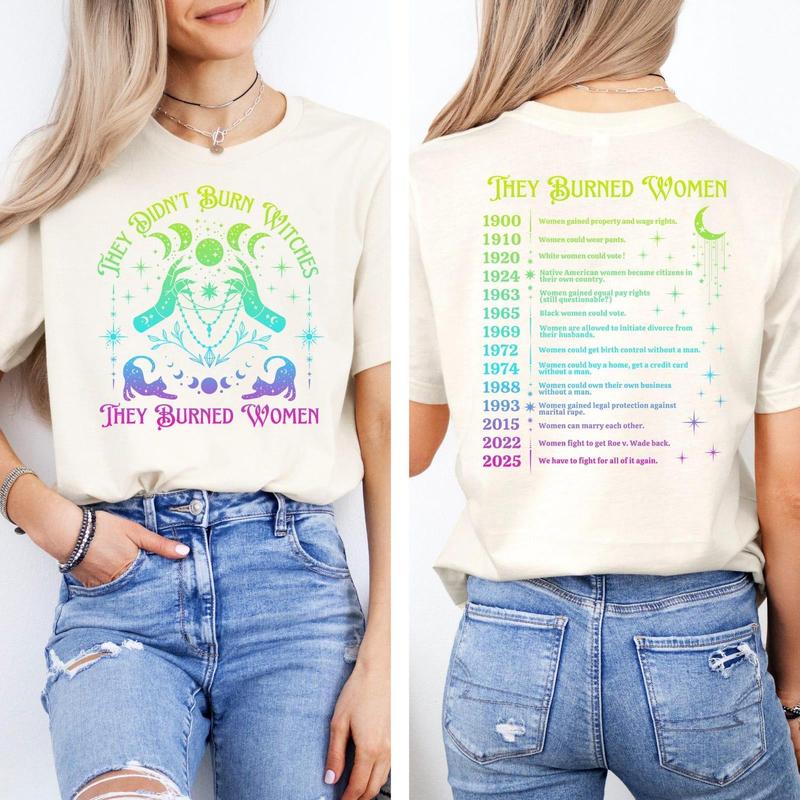 They Didn't Burn Witches
They Burned Women
They Burned Women
1900 Women gained property and wage rights.
1910 Women could wear pants.
1920 White women could vote!
1924 Native American women became citizens in
their own country.
1963 Women gained equal pay rights
(still questionable?)
1965 Black women could vote.
1969 Women are allowed to initiate divorce from
their husbands.
1972 Women could get birth control without a man.
1974 Women could buy a home, get a credit card
without a man.
1988 Women could own their own business
without a man.
1993 Women gained legal protection against
marital rape.
2015 Women can marry each other.
2022 Women fight to get Roe v. Wade back.
2025 We have to fight for all of it again.